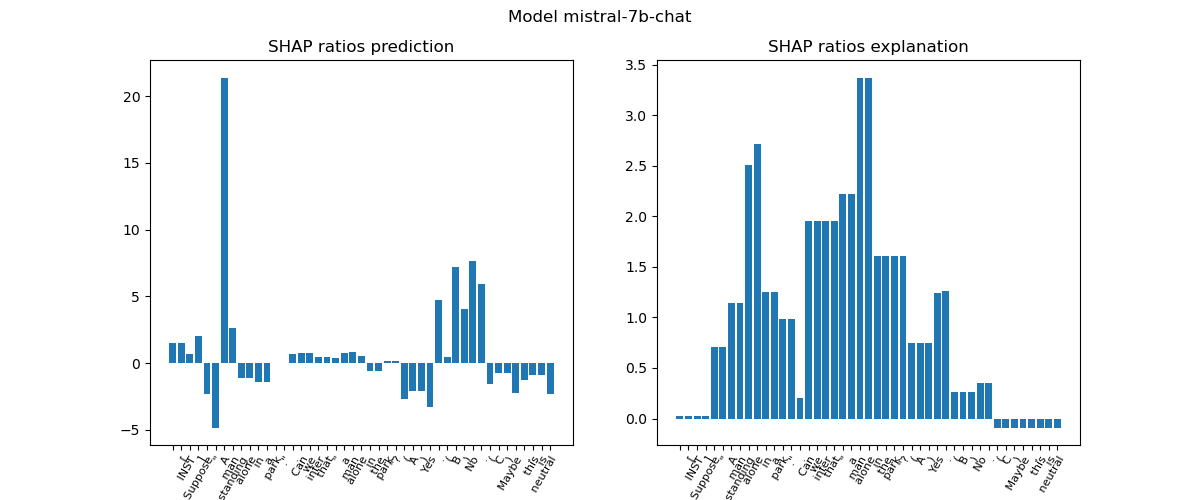 Model mistral-7b-chat
SHAP ratios prediction
20
15
10
5
0
−5
[ INST ] Suppose " A man standing alone in a park " . Can we infer that " a man alone in the park " ? ( A ) Yes . ( B ) No . ( C ) Maybe this is neutral
SHAP ratios explanation
3.5
3.0
2.5
2.0
1.5
1.0
0.5
0.0
[ INST ] Suppose " A man standing alone in a park " . Can we infer that " a man alone in the park " ? ( A ) Yes . ( B ) No . ( C ) Maybe this is neutral